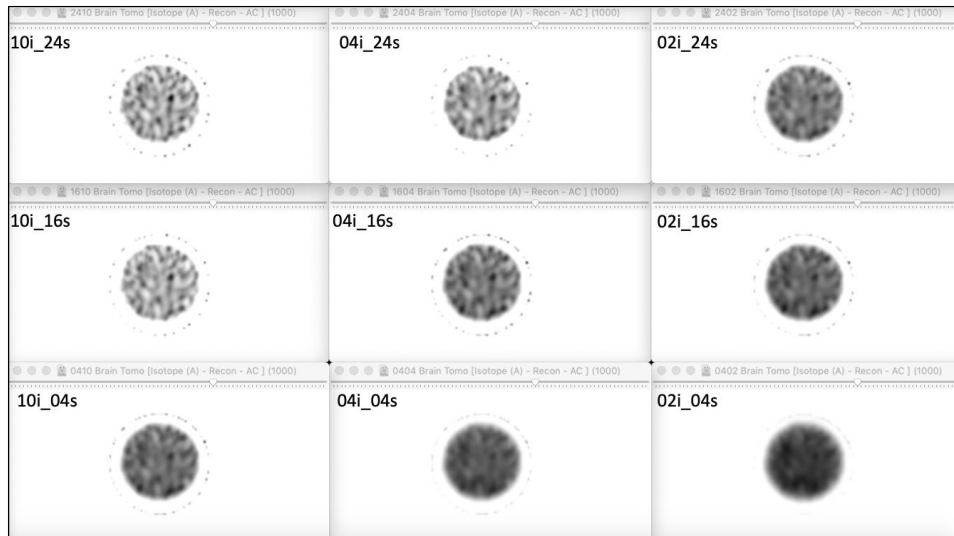 2410 Brain Tomo [Isotope (A) - Recon - AC ] (1000)
2404 Brain Tomo [Isotope (A) - Recon - AC ] (1000)
2402 Brain Tomo [Isotope (A) - Recon - AC ] (1000)
10i_24s
04i_24s
02i_24s
1610 Brain Tomo [Isotope (A) - Recon - AC ] (1000)
1604 Brain Tomo [Isotope (A) - Recon - AC ] (1000)
1602 Brain Tomo [Isotope (A) - Recon - AC ] (1000)
10i_16s
04i_16s
02i_16s
0410 Brain Tomo [Isotope (A) - Recon - AC ] (1000)
0404 Brain Tomo [Isotope (A) - Recon - AC ] (1000)
0402 Brain Tomo [Isotope (A) - Recon - AC ] (1000)
10i_04s
04i_04s
02i_04s